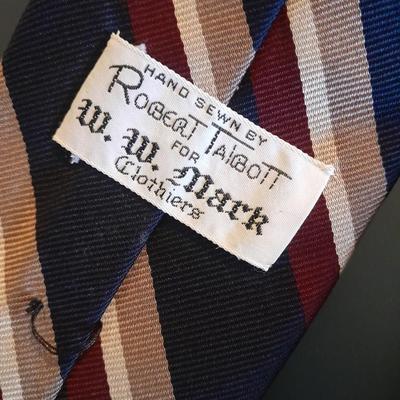 HAND SEWN BY
ROBERT TALBOTT
FOR
W. W. Mark
Clothiers